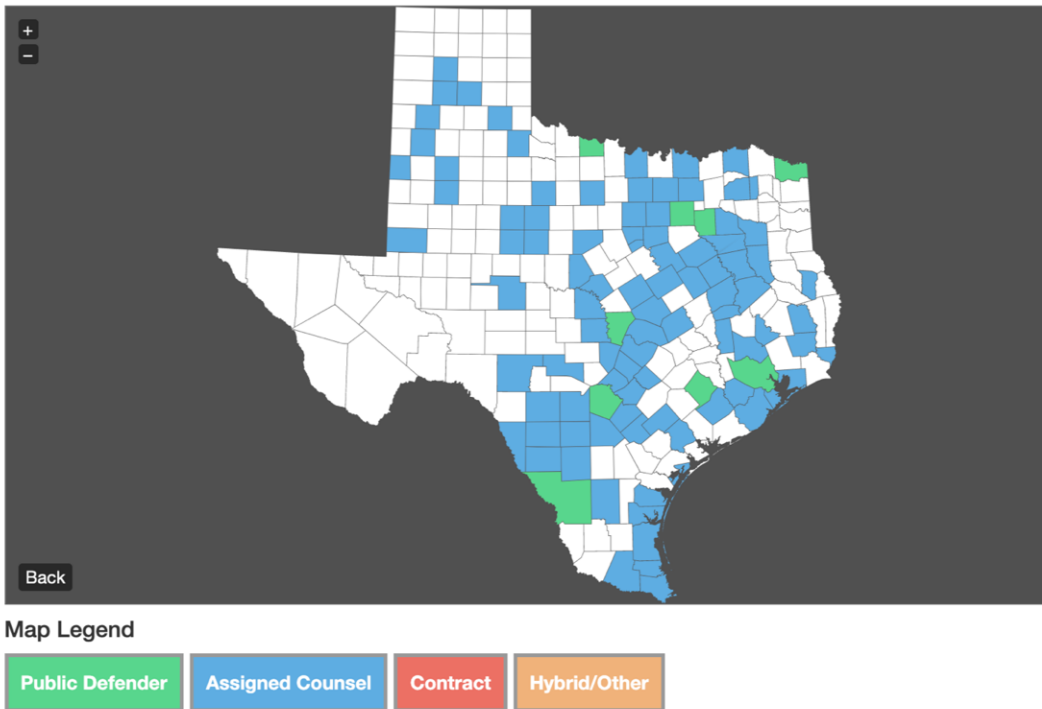 +
−
Back
Map Legend
Public Defender
Assigned Counsel
Contract
Hybrid/Other